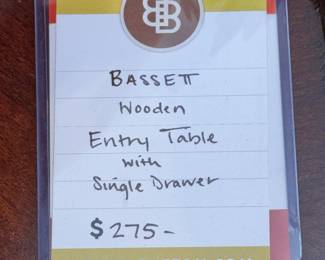 BASSETT
Wooden
Entry Table
with
Single Drawer
$275-